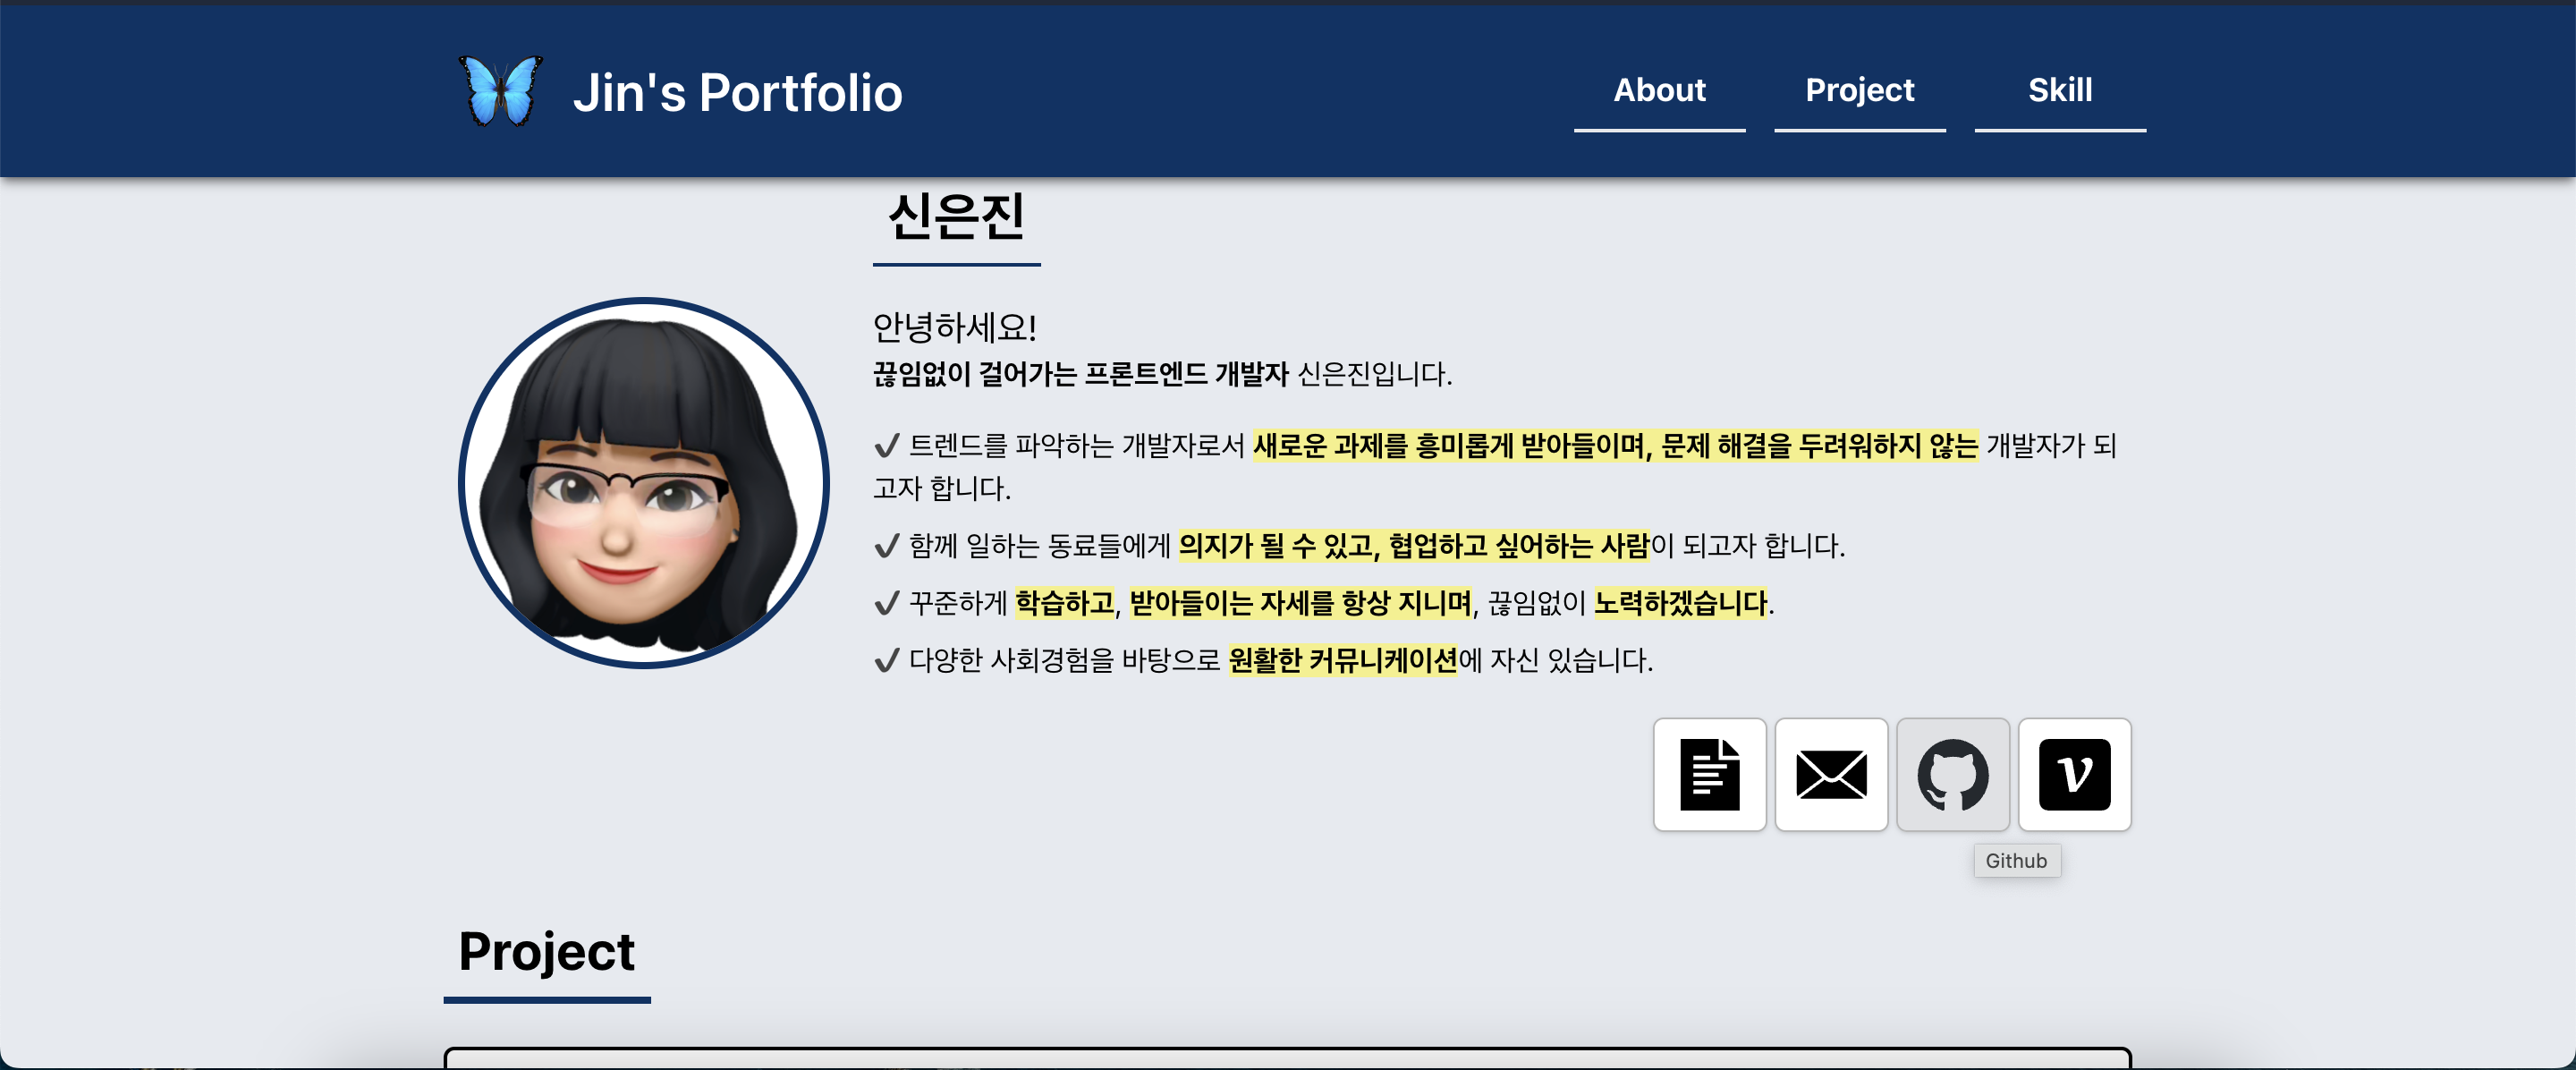 Jin's Portfolio
About
Project
Skill
신은진
안녕하세요!
끊임없이 걸어가는 프론트엔드 개발자 신은진입니다.
✔ 트렌드를 파악하는 개발자로서 새로운 과제를 흥미롭게 받아들이며, 문제 해결을 두려워하지 않는 개발자가 되
고자 합니다.
✔ 함께 일하는 동료들에게 의지가 될 수 있고, 협업하고 싶어하는 사람이 되고자 합니다.
✔ 꾸준하게 학습하고, 받아들이는 자세를 항상 지니며, 끊임없이 노력하겠습니다.
✔ 다양한 사회경험을 바탕으로 원활한 커뮤니케이션에 자신 있습니다.
v
Github
Project